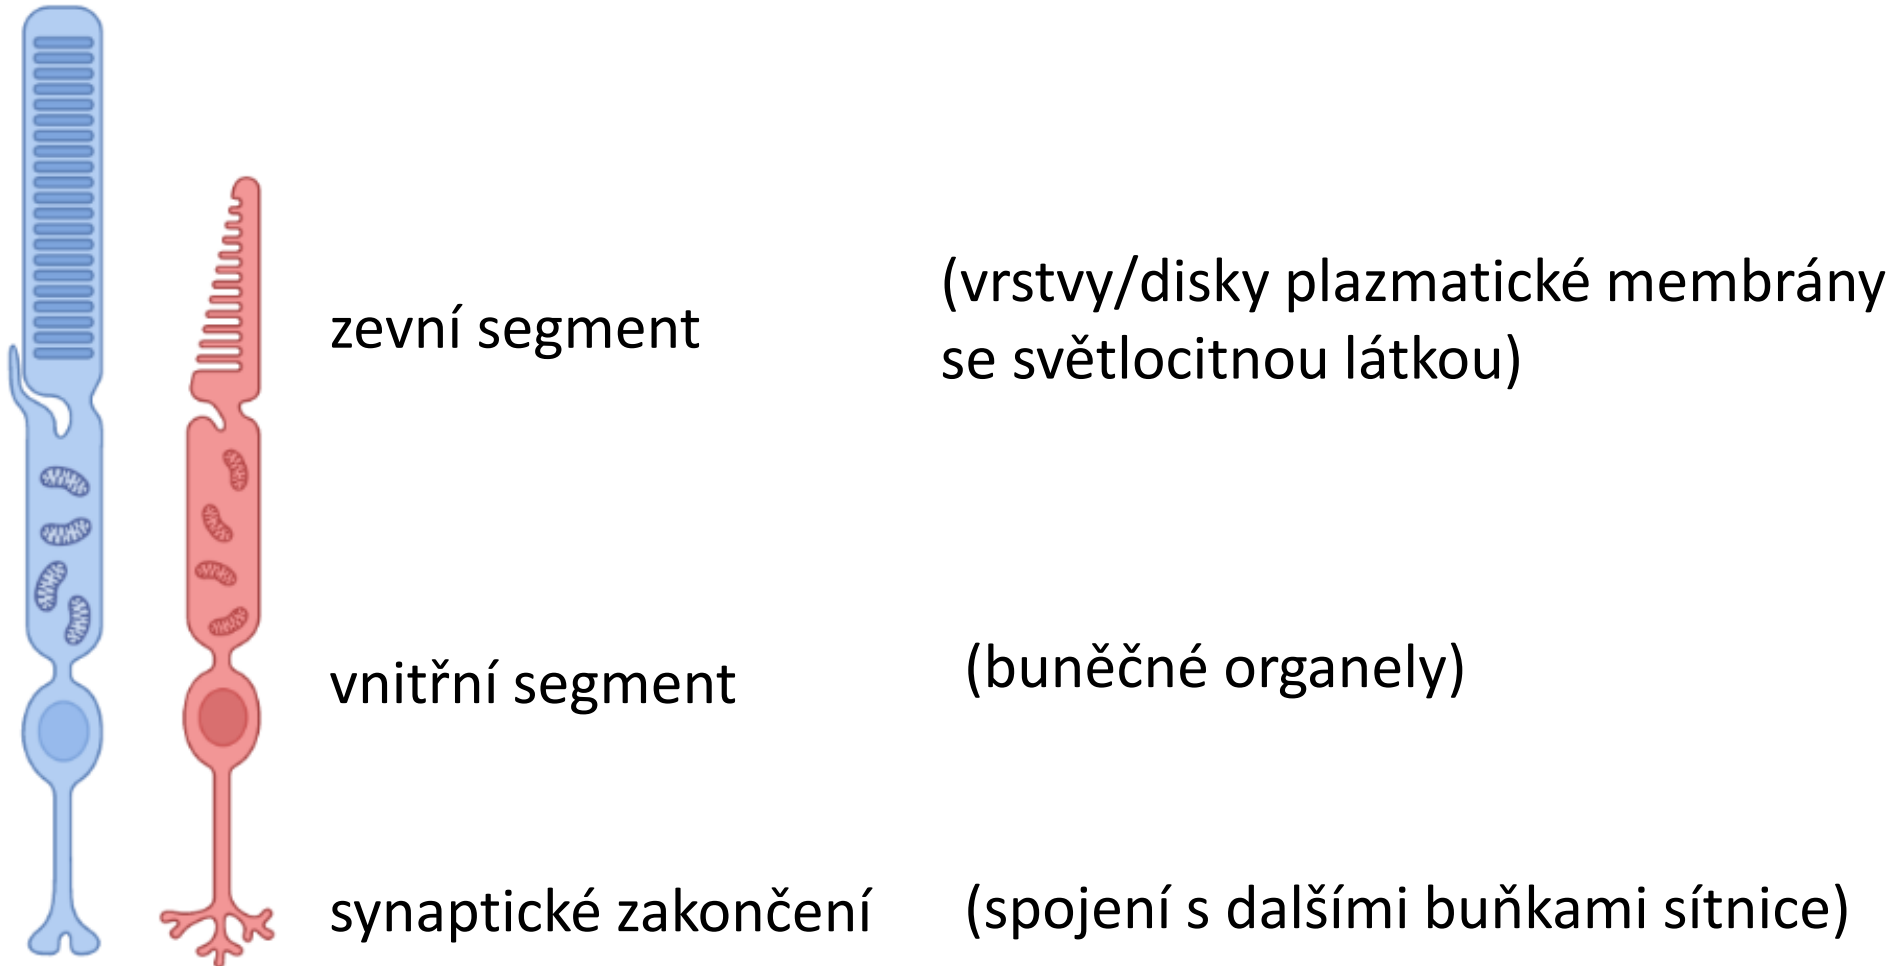 zevní segment
(vrstvy/disky plazmatické membrány
se světlocitnou látkou)
vnitřní segment
(buněčné organely)
synaptické zakončení
(spojení s dalšími buňkami sítnice)